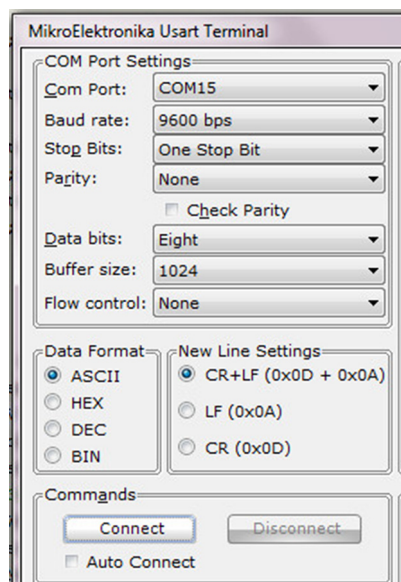 MikroElektronika Usart Terminal
COM Port Settings
Com Port: COM15
Baud rate: 9600 bps
Stop Bits: One Stop Bit
Parity: None
Check Parity
Data bits: Eight
Buffer size: 1024
Flow control: None
Data Format
ASCII
HEX
DEC
BIN
New Line Settings
CR+LF (0x0D + 0x0A)
LF (0x0A)
CR (0x0D)
Commands
Connect Disconnect
Auto Connect